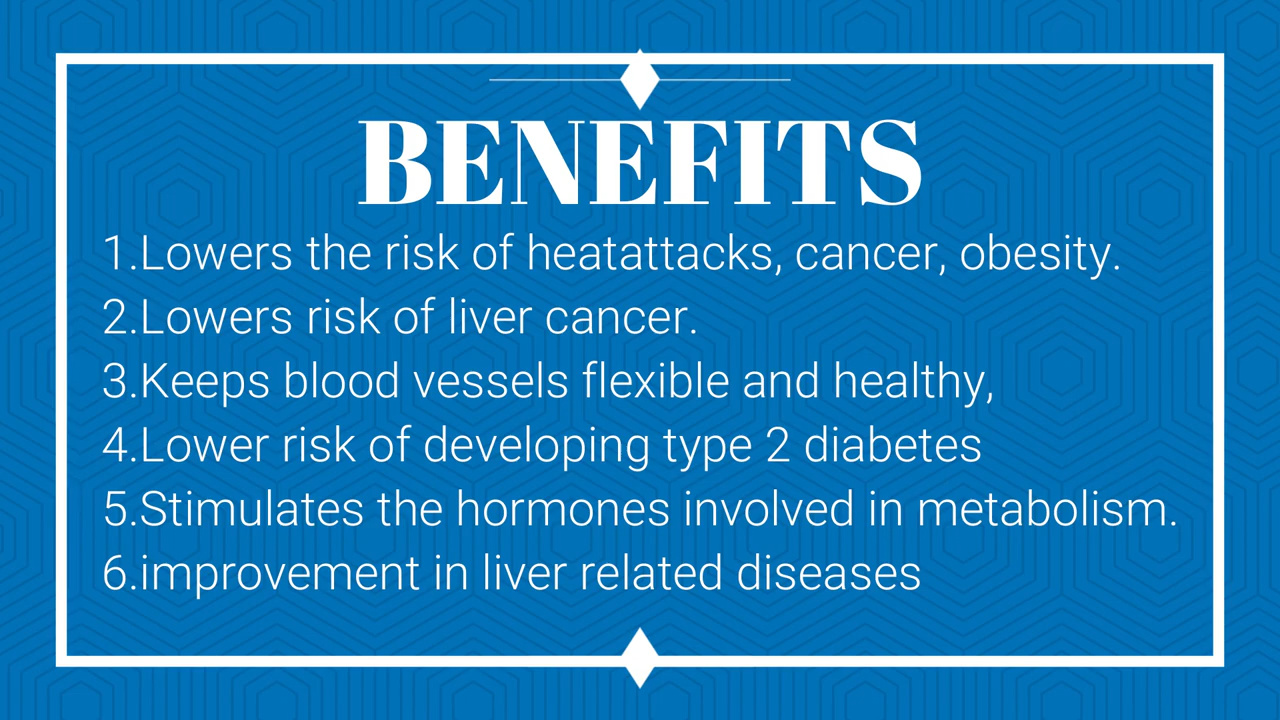 BENEFITS
1.Lowers the risk of heatattacks, cancer, obesity.
2.Lowers risk of liver cancer.
3.Keeps blood vessels flexible and healthy,
4.Lower risk of developing type 2 diabetes
5.Stimulates the hormones involved in metabolism.
6.improvement in liver related diseases